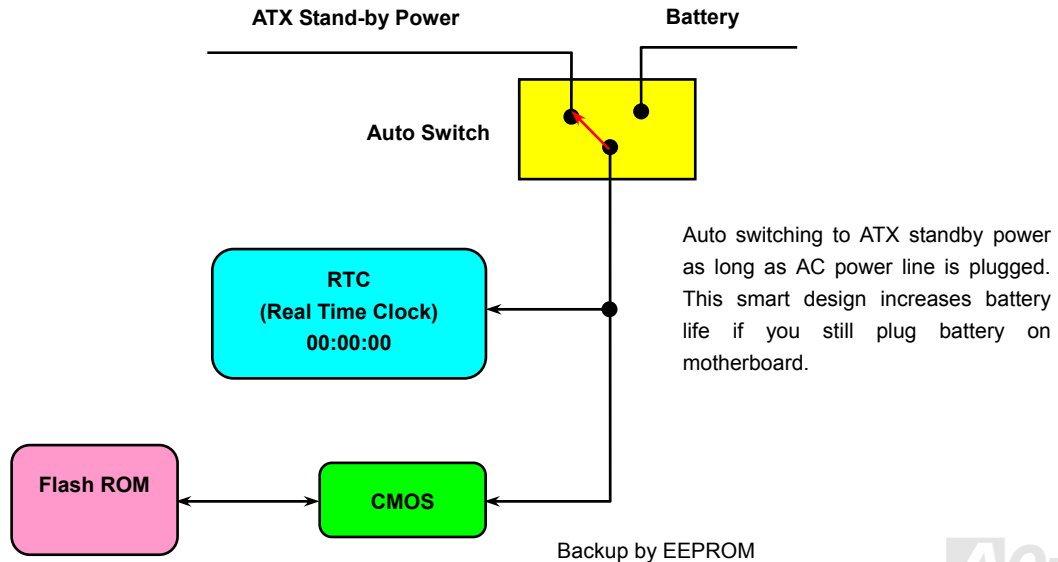 ATX Stand-by Power
Battery
Auto Switch
Auto switching to ATX standby power
as long as AC power line is plugged.
This smart design increases battery
life if you still plug battery on
motherboard.
RTC
(Real Time Clock)
00:00:00
Flash ROM
CMOS
Backup by EEPROM